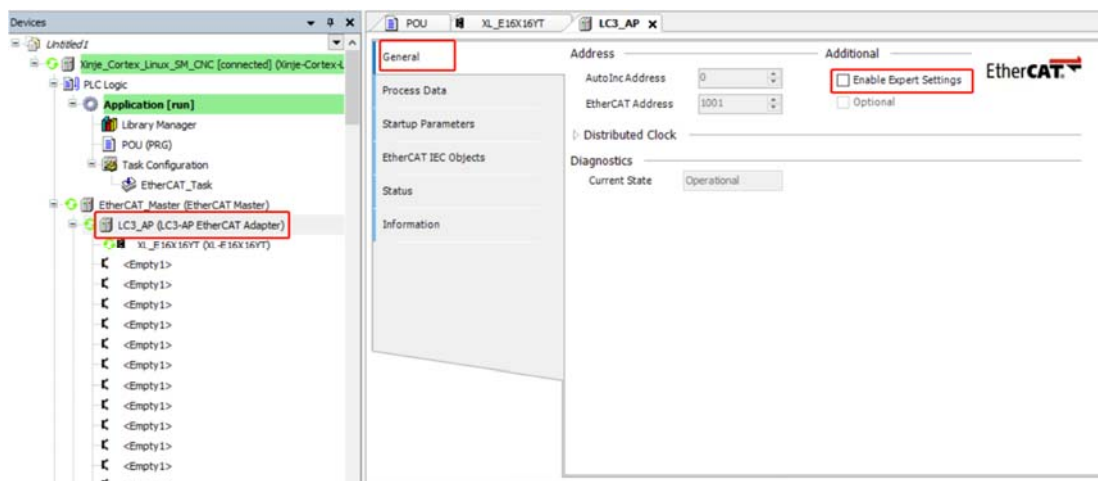 Devices
Untitled1
Xinje_Cortex_Linux_SM_CNC [connected] (Xinje-Cortex-L
PLC Logic
Application [run]
Library Manager
POU (PRG)
Task Configuration
EtherCAT_Task
EtherCAT_Master (EtherCAT Master)
LC3_AP (LC3-AP EtherCAT Adapter)
XL_E16X16YT (XL-E16X16YT)
<Empty1>
<Empty1>
<Empty1>
<Empty1>
<Empty1>
<Empty1>
<Empty1>
<Empty1>
<Empty1>
<Empty1>
<Empty1>
POU XL_E16X16YT LC3_AP
General
Process Data
Startup Parameters
EtherCAT IEC Objects
Status
Information
Address
AutoInc Address 0
EtherCAT Address 1001
Additional
Enable Expert Settings
Optional
EtherCAT.
Distributed Clock
Diagnostics
Current State Operational